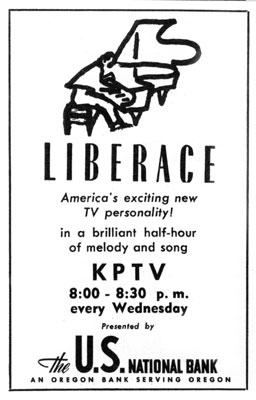 LIBERACE
America's exciting new
TV personality!
in a brilliant half-hour
of melody and song
KPTV
8:00 - 8:30 p. m.
every Wednesday
Presented by
the U.S. NATIONAL BANK
AN OREGON BANK SERVING OREGON